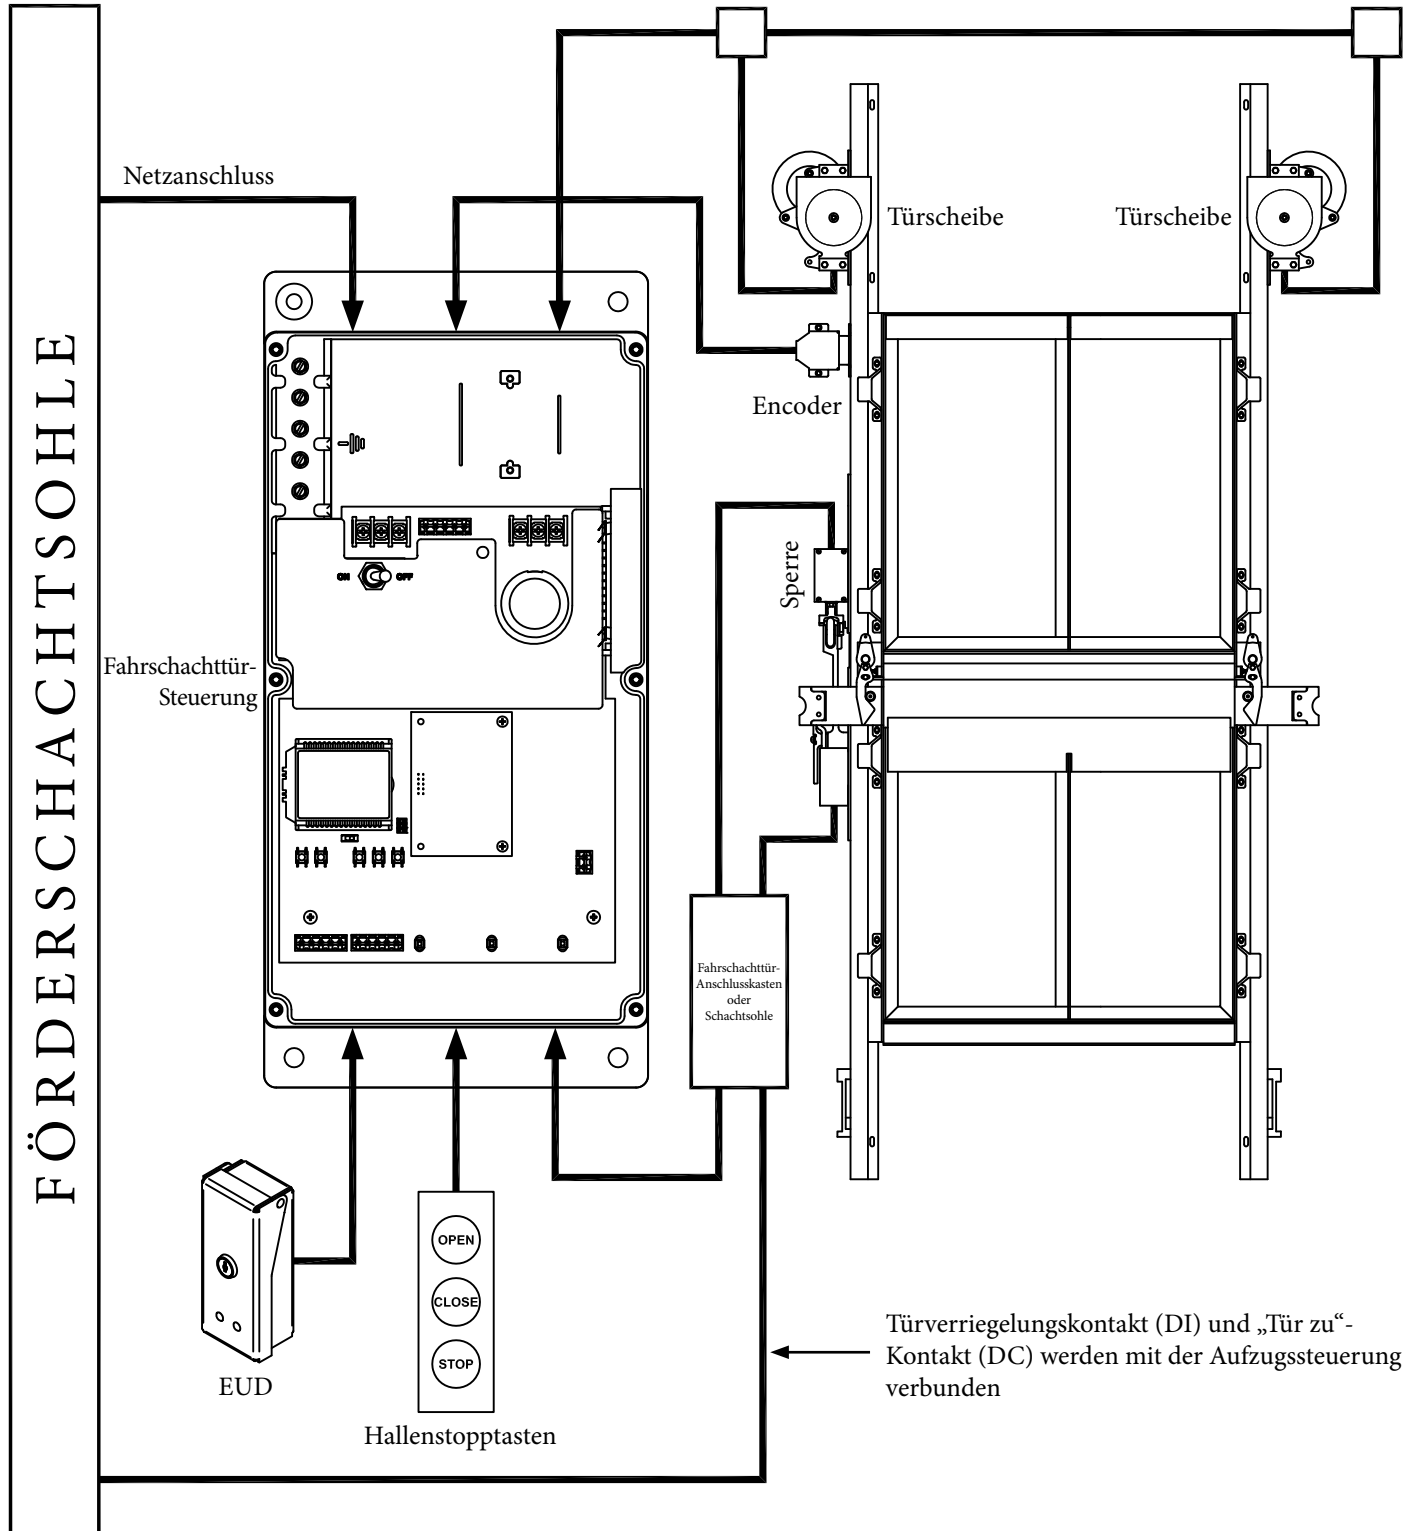 Netzanschluss
Türscheibe
Türscheibe
Encoder
Sperre
FÖRDERSCHACHTSOHLE
ON
OFF
Fahrschachttür-
Steuerung
Fahrschachttür-
Anschlusskasten
oder
Schachtsohle
OPEN
CLOSE
STOP
EUD
Hallenstopptasten
Türverriegelungskontakt (DI) und „Tür zu“-
Kontakt (DC) werden mit der Aufzugssteuerung
verbunden